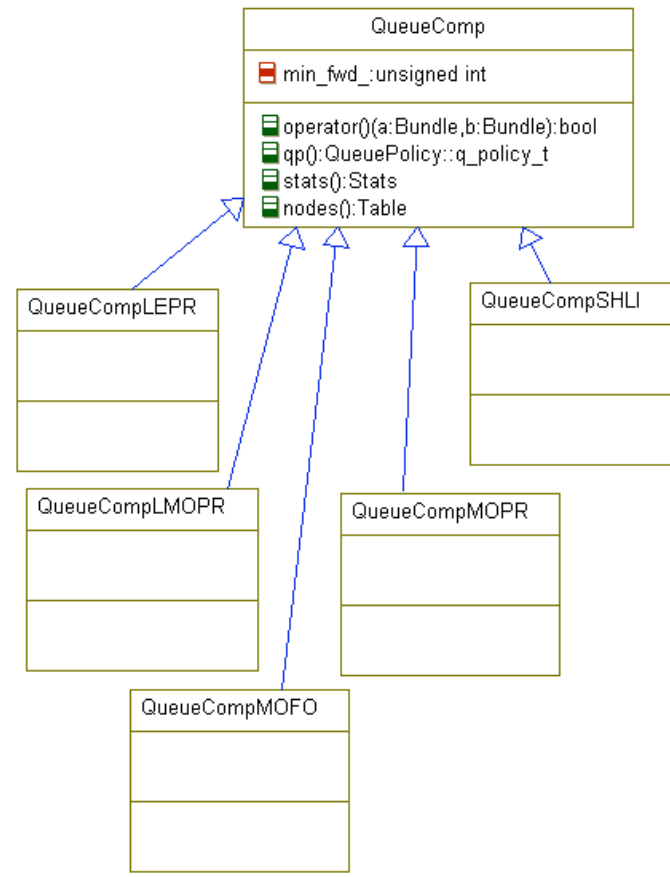 QueueComp
min_fwd_:unsigned int
operator()(a:Bundle,b:Bundle):bool
qp():QueuePolicy::q_policy_t
stats():Stats
nodes():Table
QueueCompLEPR
QueueCompSHLI
QueueCompLMOPR
QueueCompMOPR
QueueCompMOFO